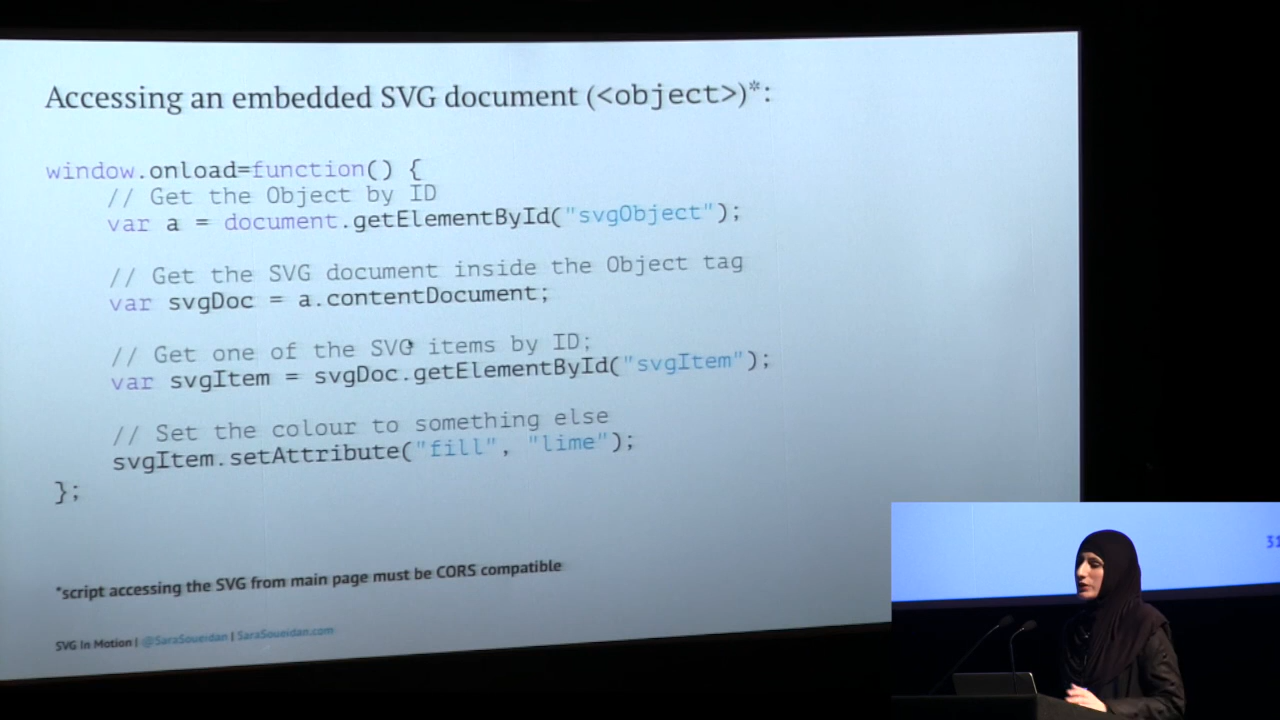 Accessing an embedded SVG document (<object>)*:
window.onload=function() {
// Get the Object by ID
var a = document.getElementById("svgObject");
// Get the SVG document inside the Object tag
var svgDoc = a.contentDocument;
// Get one of the SVG items by ID;
var svgItem = svgDoc.getElementById("svgItem");
// Set the colour to something else
svgItem.setAttribute("fill", "lime");
};
*script accessing the SVG from main page must be CORS compatible
SVG In Motion | @SaraSoueidan | SaraSoueidan.com
31